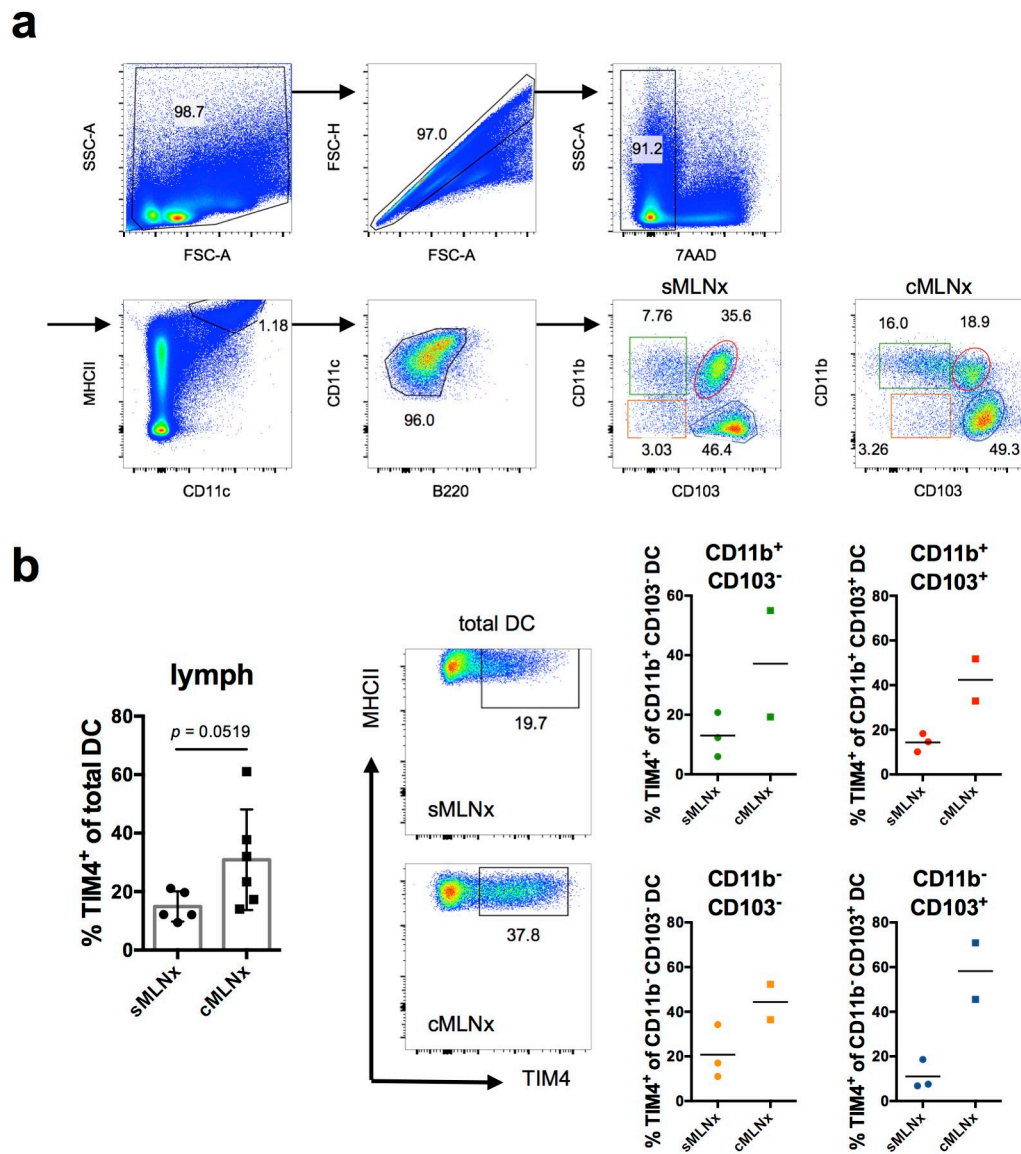 a
98.7
SSC-A
FSC-A
97.0
FSC-H
FSC-A
91.2
SSC-A
7AAD
1.18
MHCII
CD11c
96.0
CD11c
B220
sMLNx
7.76
35.6
CD11b
3.03
46.4
CD103
cMLNx
16.0
18.9
CD11b
3.26
49.3
CD103
b
lymph
% TIM4+ of total DC
80
60
40
20
0
p = 0.0519
sMLNx
cMLNx
total DC
MHCII
19.7
sMLNx
37.8
cMLNx
TIM4
CD11b+
CD103-
% TIM4+ of CD11b+ CD103- DC
60
40
20
0
sMLNx
cMLNx
CD11b+
CD103+
% TIM4+ of CD11b+ CD103+ DC
80
60
40
20
0
sMLNx
cMLNx
CD11b-
CD103-
% TIM4+ of CD11b- CD103- DC
80
60
40
20
0
sMLNx
cMLNx
CD11b-
CD103+
% TIM4+ of CD11b- CD103+ DC
80
60
40
20
0
sMLNx
cMLNx